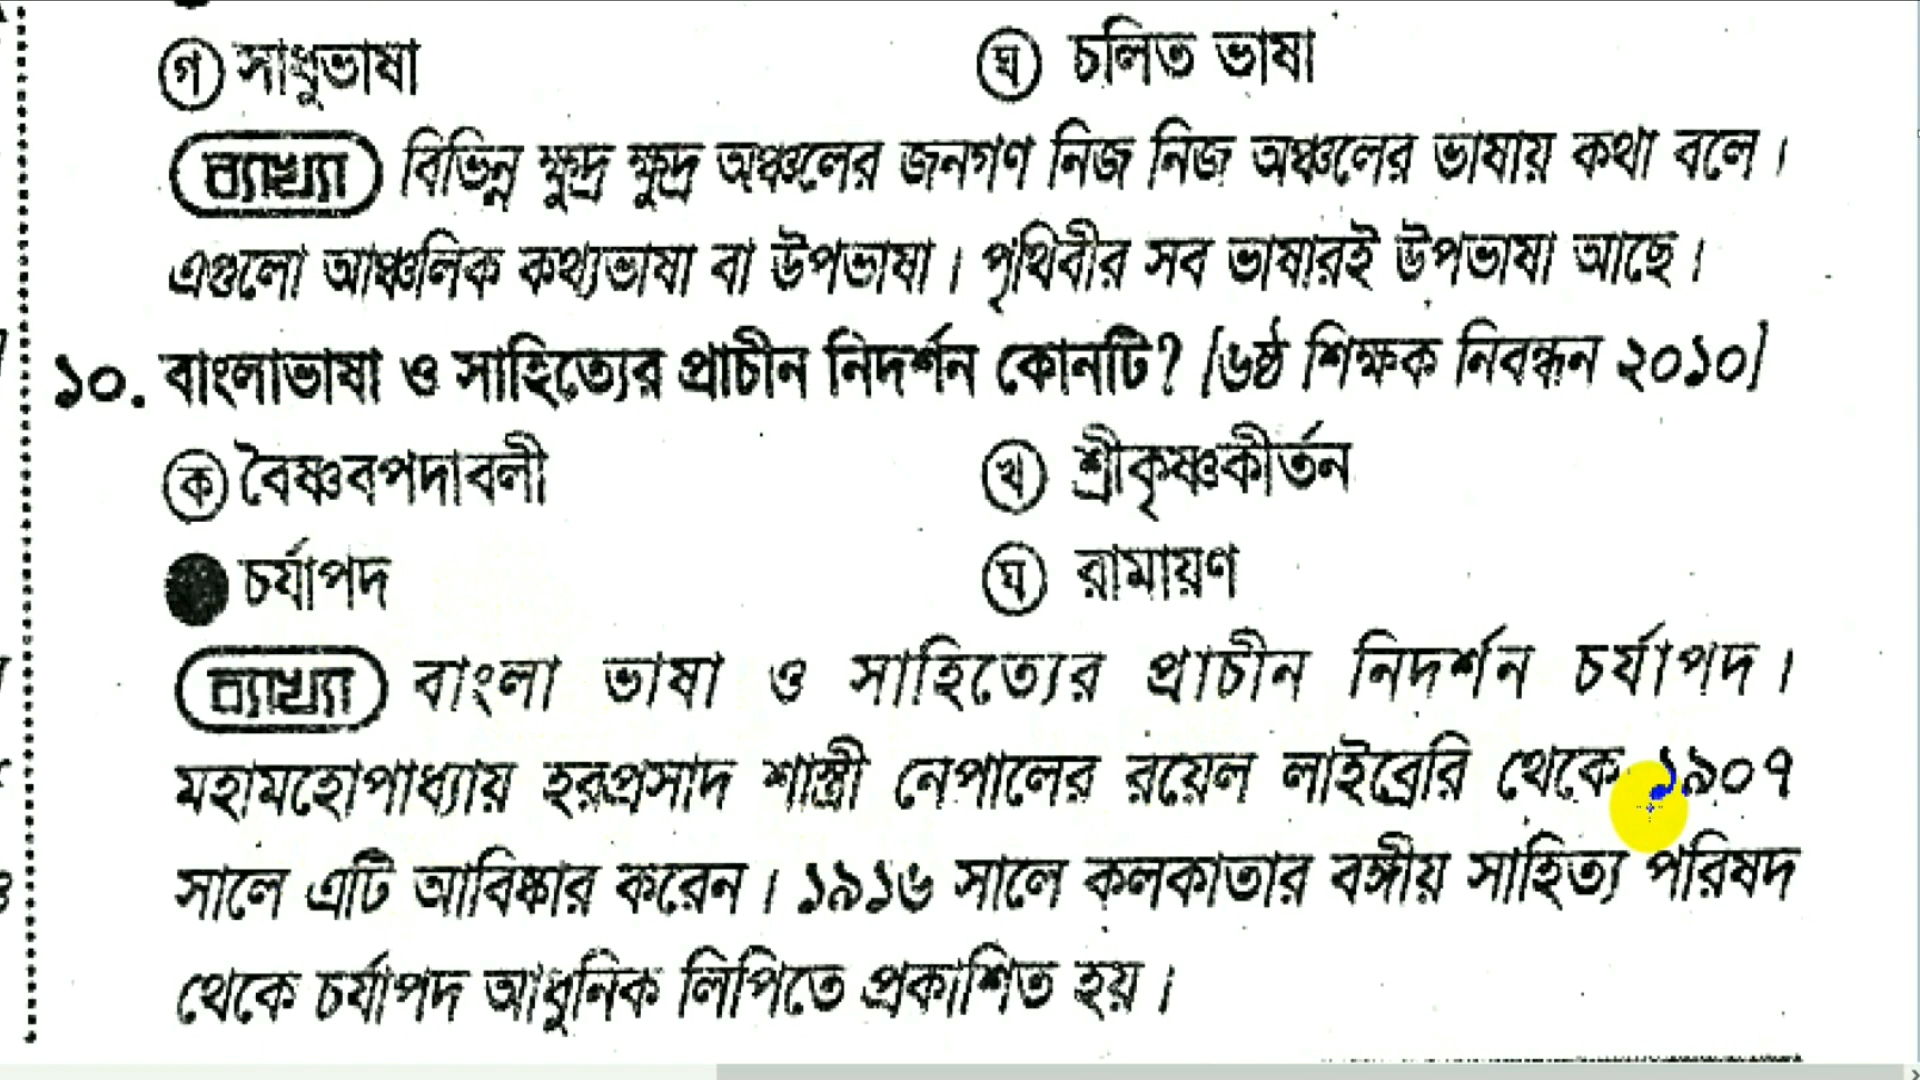 গ সাধুভাষা ঘ চলিত ভাষা
ব্যাখ্যা বিভিন্ন ক্ষুদ্র ক্ষুদ্র অঞ্চলের জনগণ নিজ নিজ অঞ্চলের ভাষায় কথা বলে।
এগুলো আঞ্চলিক কথ্যভাষা বা উপভাষা। পৃথিবীর সব ভাষারই উপভাষা আছে।
১০. বাংলাভাষা ও সাহিত্যের প্রাচীন নিদর্শন কোনটি? [৬ষ্ঠ শিক্ষক নিবন্ধন ২০১০]
ক বৈষ্ণবপদাবলী খ শ্রীকৃষ্ণকীর্তন
চর্যাপদ ঘ রামায়ণ
ব্যাখ্যা বাংলা ভাষা ও সাহিত্যের প্রাচীন নিদর্শন চর্যাপদ।
মহামহোপাধ্যায় হরপ্রসাদ শাস্ত্রী নেপালের রয়েল লাইব্রেরি থেকে ১৯০৭
সালে এটি আবিষ্কার করেন। ১৯১৬ সালে কলকাতার বঙ্গীয় সাহিত্য পরিষদ
থেকে চর্যাপদ আধুনিক লিপিতে প্রকাশিত হয়।